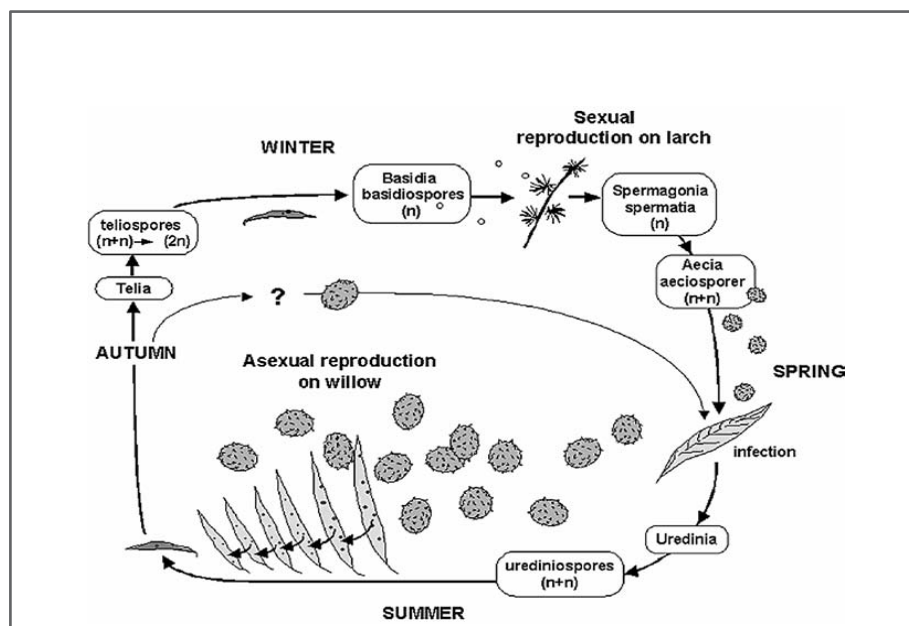 Sexual
reproduction on larch
WINTER
Basidia
basidiospores
(n)
Spermagonia
spermatia
(n)
teliospores
(n+n)→ (2n)
Aecia
aeciosporer
(n+n)
Telia
?
AUTUMN
Asexual reproduction
on willow
SPRING
infection
Uredinia
urediniospores
(n+n)
SUMMER